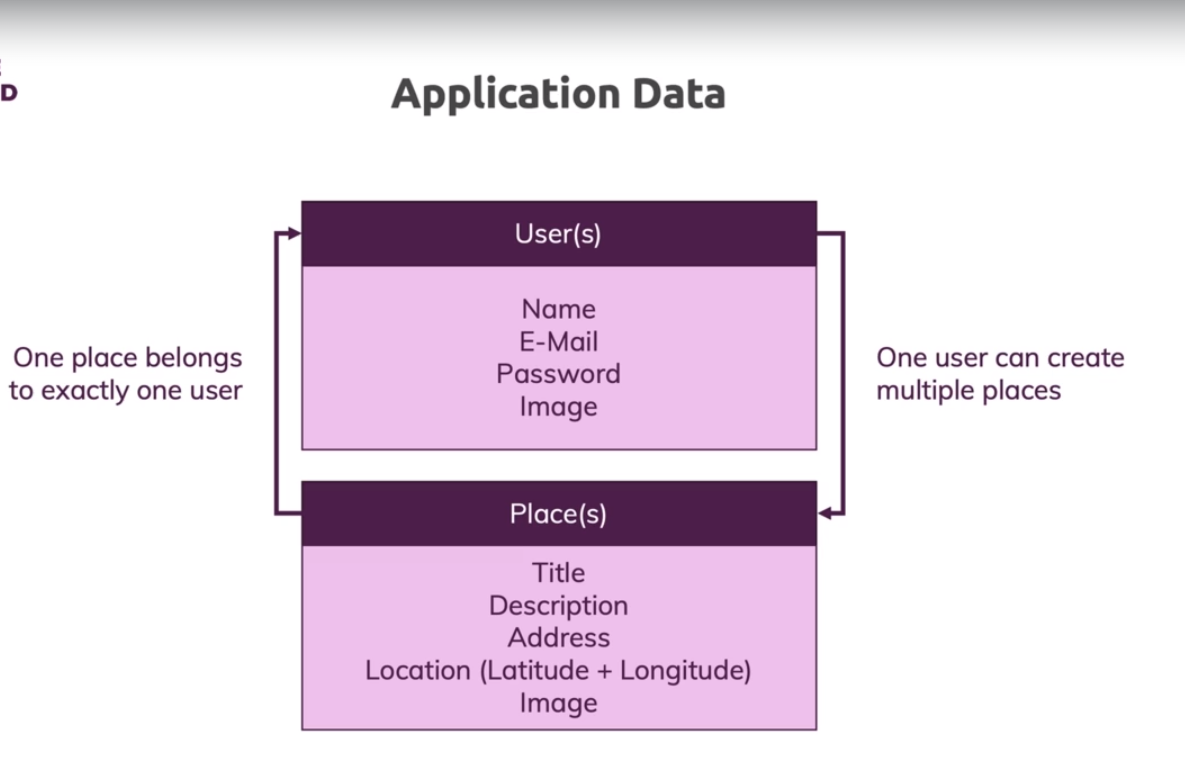 D
Application Data
User(s)
Name
E-Mail
Password
Image
One place belongs
to exactly one user
One user can create
multiple places
Place(s)
Title
Description
Address
Location (Latitude + Longitude)
Image